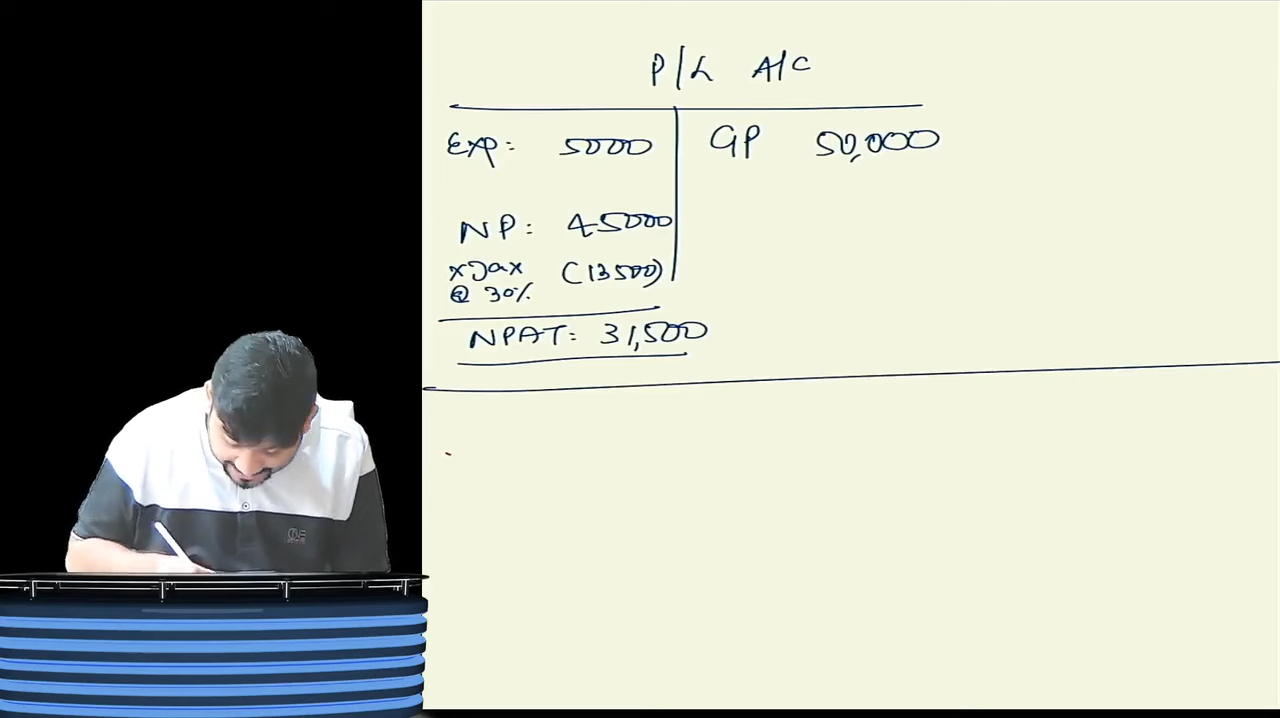 P/L A/C
Exp: 5000
GP 50,000
NP: 45000
x Tax (13500)
@ 30%
NPAT: 31,500